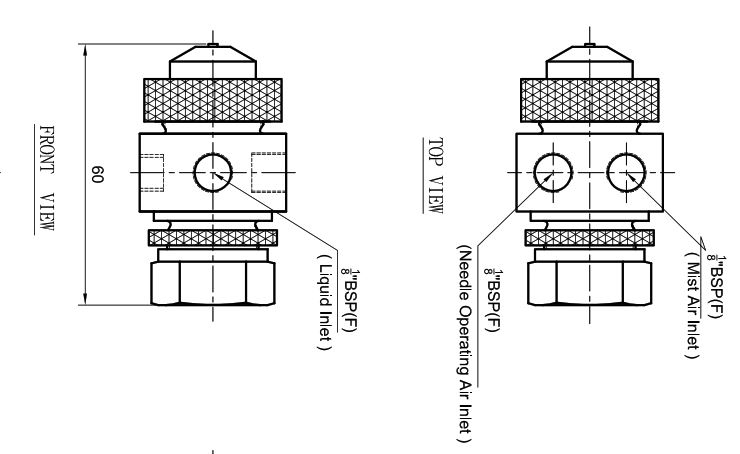 FRONT VIEW
60
1/8"BSP(F)
( Liquid Inlet )
TOP VIEW
1/8"BSP(F)
(Needle Operating Air Inlet )
1/8"BSP(F)
( Mist Air Inlet )